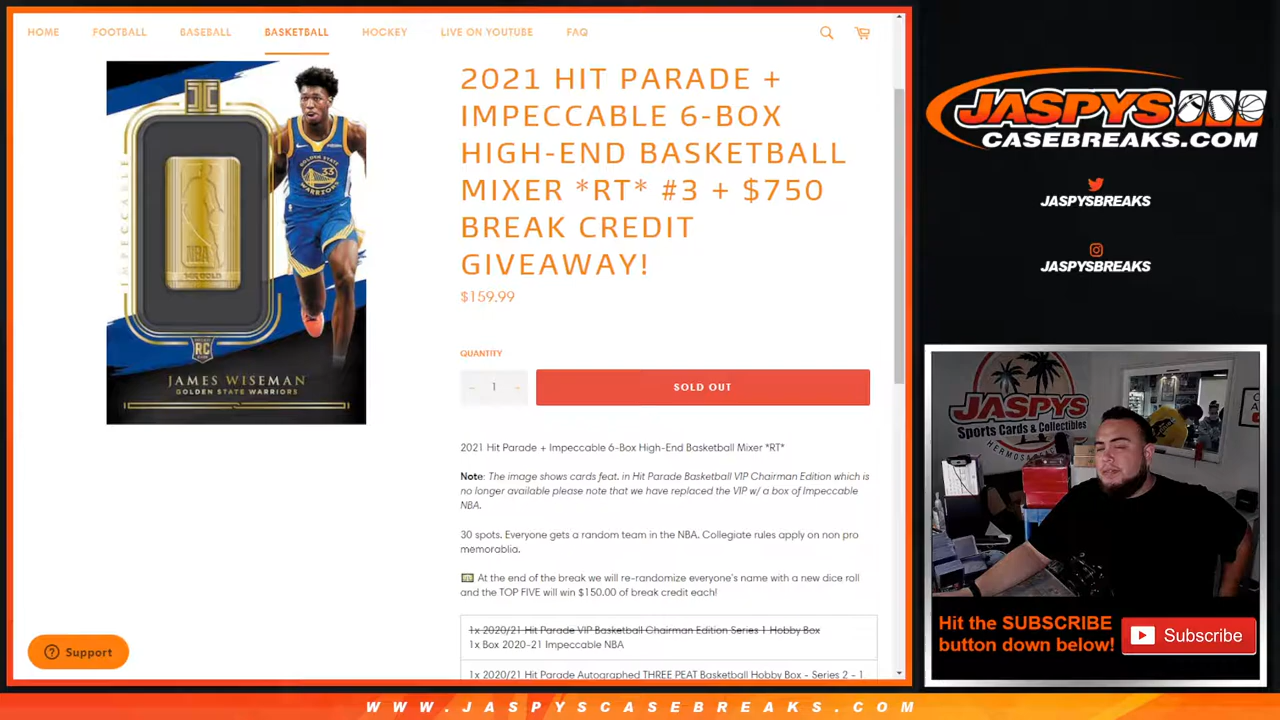 HOME
FOOTBALL
BASEBALL
BASKETBALL
HOCKEY
LIVE ON YOUTUBE
FAQ
IMPECCABLE
33
NBA
RC
JAMES WISEMAN
GOLDEN STATE WARRIORS
2021 HIT PARADE +
IMPECCABLE 6-BOX
HIGH-END BASKETBALL
MIXER *RT* #3 + $750
BREAK CREDIT
GIVEAWAY!
$159.99
QUANTITY
1
SOLD OUT
2021 Hit Parade + Impeccable 6-Box High-End Basketball Mixer *RT*
Note: The image shows cards feat. in Hit Parade Basketball VIP Chairman Edition which is
no longer available please note that we have replaced the VIP w/ a box of Impeccable
NBA.
30 spots. Everyone gets a random team in the NBA. Collegiate rules apply on non pro
memorablia.
At the end of the break we will re-randomize everyone's name with a new dice roll
and the TOP FIVE will win $150.00 of break credit each!
1x 2020/21 Hit Parade VIP Basketball Chairman Edition Series 1 Hobby Box
1x Box 2020-21 Impeccable NBA
1x 2020/21 Hit Parade Autographed THREE PEAT Basketball Hobby Box - Series 2 - 1
Support
JASPYS
CASEBREAKS.COM
JASPYSBREAKS
JASPYSBREAKS
JASPYS
Sports Cards & Collectibles
Hit the SUBSCRIBE
button down below!
Subscribe
WWW.JASPYSCASEBREAKS.COM